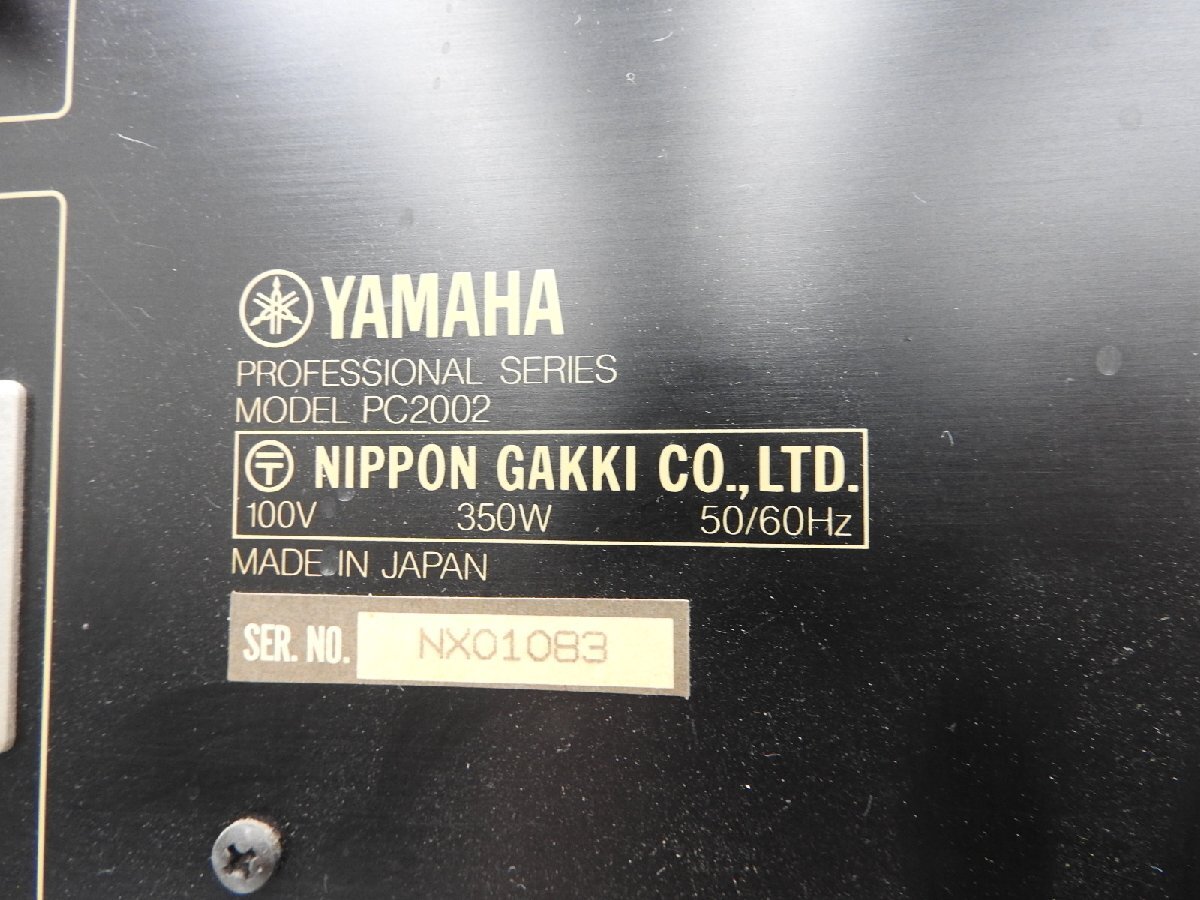 YAMAHA
PROFESSIONAL SERIES
MODEL PC2002
NIPPON GAKKI CO., LTD.
100V 350W 50/60Hz
MADE IN JAPAN
SER. NO. NX01083